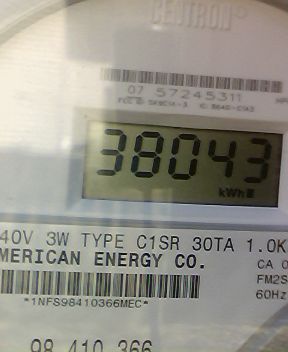 CENTRON®
07 57245311
38043
kWh
40V 3W TYPE C1SR 30TA 1.0K
MERICAN ENERGY CO.
CA 0
FM2S
*1NFS98410366MEC*
60Hz
98 410 366